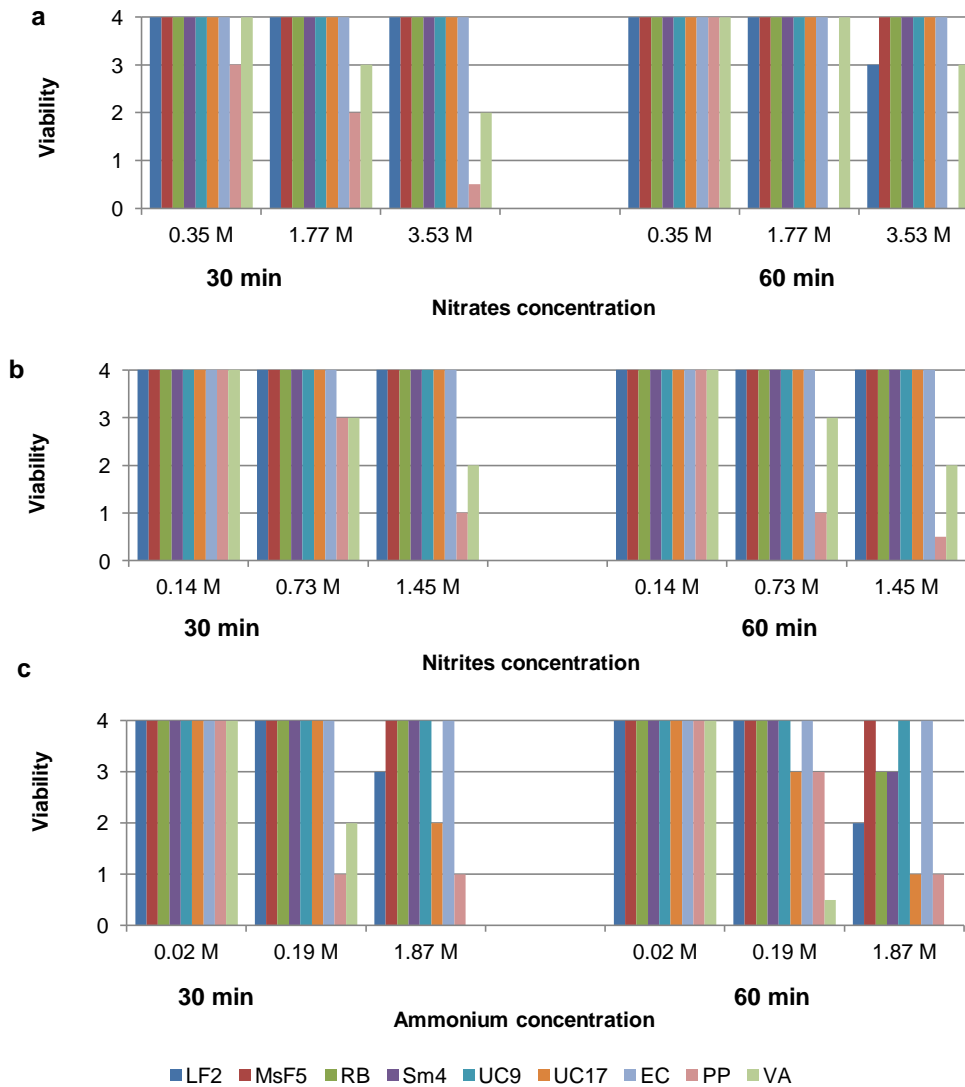 a
4
3
2
1
0
Viability
0.35 M 1.77 M 3.53 M 0.35 M 1.77 M 3.53 M
30 min 60 min
Nitrates concentration
b
4
3
2
1
0
Viability
0.14 M 0.73 M 1.45 M 0.14 M 0.73 M 1.45 M
30 min 60 min
Nitrites concentration
c
4
3
2
1
0
Viability
0.02 M 0.19 M 1.87 M 0.02 M 0.19 M 1.87 M
30 min 60 min
Ammonium concentration
LF2 MsF5 RB Sm4 UC9 UC17 EC PP VA